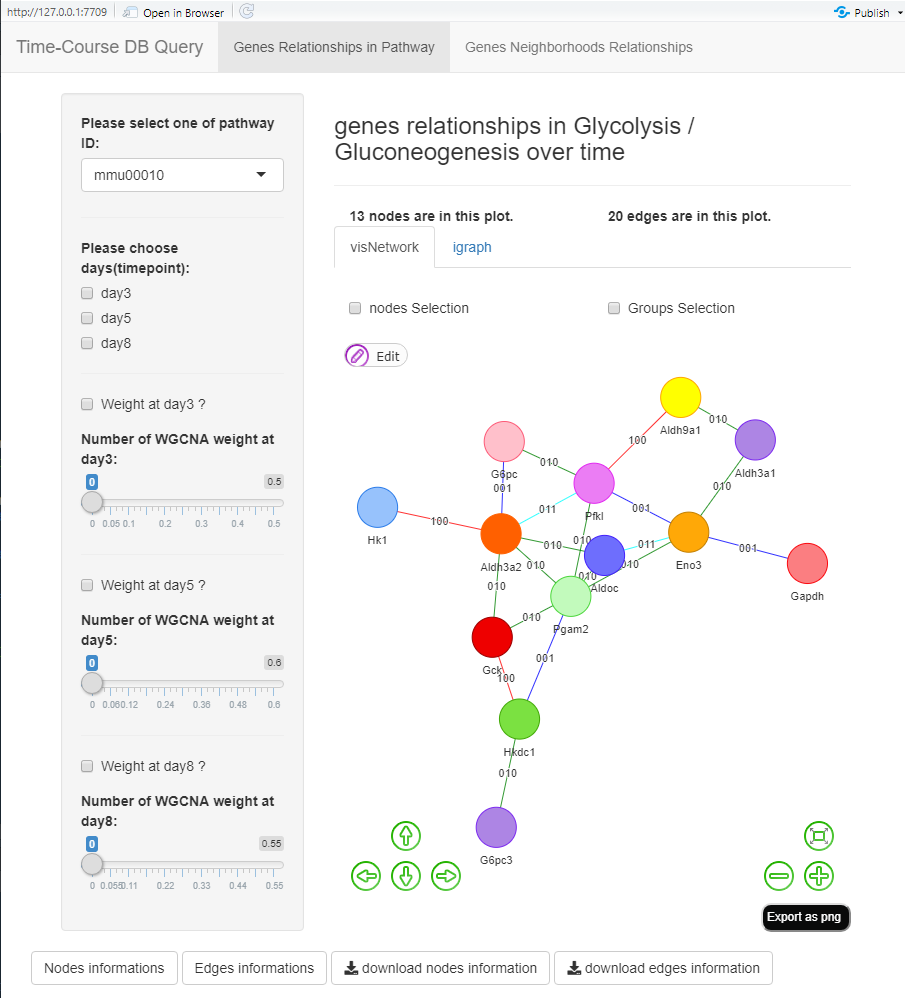 http://127.0.0.1:7709 Open in Browser Publish
Time-Course DB Query Genes Relationships in Pathway Genes Neighborhoods Relationships
Please select one of pathway
ID:
mmu00010
Please choose
days(timepoint):
day3
day5
day8
Weight at day3 ?
Number of WGCNA weight at
day3:
0 0.5
0 0.05 0.1 0.2 0.3 0.4 0.5
Weight at day5 ?
Number of WGCNA weight at
day5:
0 0.6
0 0.06 0.12 0.24 0.36 0.48 0.6
Weight at day8 ?
Number of WGCNA weight at
day8:
0 0.55
0 0.055 0.11 0.22 0.33 0.44 0.55
genes relationships in Glycolysis /
Gluconeogenesis over time
13 nodes are in this plot. 20 edges are in this plot.
visNetwork igraph
nodes Selection Groups Selection
Edit
010
Aldh9a1
100
010
G6pc
Aldh3a1
001
010
011
001
Pfkl
100
Hk1
010
010
011
001
Aldh3a2
010
010
Eno3
010
010
Aldoc
Gapdh
010
Pgam2
001
Gck
100
Hkdc1
010
G6pc3
Export as png
Nodes informations Edges informations download nodes information download edges information